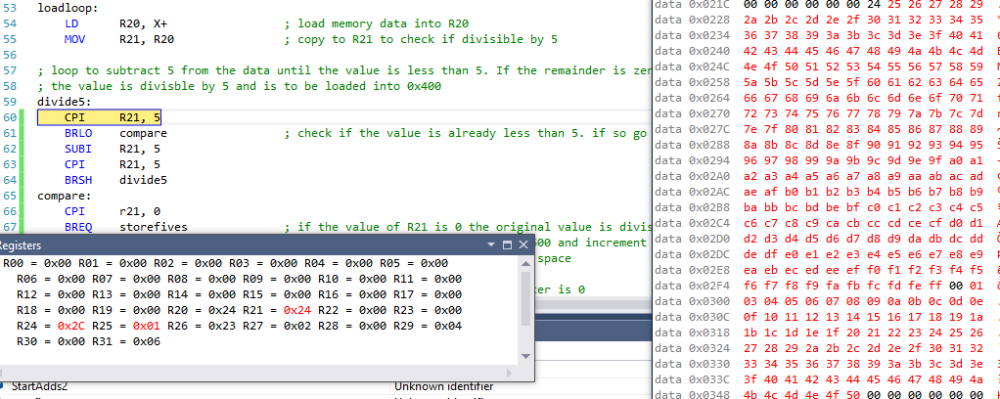 53 loadloop:
54 LD R20, X+ ; load memory data into R20
55 MOV R21, R20 ; copy to R21 to check if divisible by 5
56
57 ; loop to subtract 5 from the data until the value is less than 5. If the remainder is zer
58 ; the value is divisble by 5 and is to be loaded into 0x400
59 divide5:
60 CPI R21, 5
61 BRLO compare ; check if the value is already less than 5. if so go
62 SUBI R21, 5
63 CPI R21, 5
64 BRSH divide5
65 compare:
66 CPI r21, 0
67 BREQ storefives ; if the value of R21 is 0 the original value is divis
600 and increment
space
er is 0
Registers
R00 = 0x00 R01 = 0x00 R02 = 0x00 R03 = 0x00 R04 = 0x00 R05 = 0x00
R06 = 0x00 R07 = 0x00 R08 = 0x00 R09 = 0x00 R10 = 0x00 R11 = 0x00
R12 = 0x00 R13 = 0x00 R14 = 0x00 R15 = 0x00 R16 = 0x00 R17 = 0x00
R18 = 0x00 R19 = 0x00 R20 = 0x24 R21 = 0x24 R22 = 0x00 R23 = 0x00
R24 = 0x2C R25 = 0x01 R26 = 0x23 R27 = 0x02 R28 = 0x00 R29 = 0x04
R30 = 0x00 R31 = 0x06
StartAdds2 Unknown identifier
data 0x021C 00 00 00 00 00 00 24 25 26 27 28 29
data 0x0228 2a 2b 2c 2d 2e 2f 30 31 32 33 34 35
data 0x0234 36 37 38 39 3a 3b 3c 3d 3e 3f 40 41
data 0x0240 42 43 44 45 46 47 48 49 4a 4b 4c 4d
data 0x024C 4e 4f 50 51 52 53 54 55 56 57 58 59
data 0x0258 5a 5b 5c 5d 5e 5f 60 61 62 63 64 65
data 0x0264 66 67 68 69 6a 6b 6c 6d 6e 6f 70 71
data 0x0270 72 73 74 75 76 77 78 79 7a 7b 7c 7d
data 0x027C 7e 7f 80 81 82 83 84 85 86 87 88 89
data 0x0288 8a 8b 8c 8d 8e 8f 90 91 92 93 94 95
data 0x0294 96 97 98 99 9a 9b 9c 9d 9e 9f a0 a1
data 0x02A0 a2 a3 a4 a5 a6 a7 a8 a9 aa ab ac ad
data 0x02AC ae af b0 b1 b2 b3 b4 b5 b6 b7 b8 b9
data 0x02B8 ba bb bc bd be bf c0 c1 c2 c3 c4 c5
data 0x02C4 c6 c7 c8 c9 ca cb cc cd ce cf d0 d1
data 0x02D0 d2 d3 d4 d5 d6 d7 d8 d9 da db dc dd
data 0x02DC de df e0 e1 e2 e3 e4 e5 e6 e7 e8 e9
data 0x02E8 ea eb ec ed ee ef f0 f1 f2 f3 f4 f5
data 0x02F4 f6 f7 f8 f9 fa fb fc fd fe ff 00 01
data 0x0300 03 04 05 06 07 08 09 0a 0b 0c 0d 0e
data 0x030C 0f 10 11 12 13 14 15 16 17 18 19 1a
data 0x0318 1b 1c 1d 1e 1f 20 21 22 23 24 25 26
data 0x0324 27 28 29 2a 2b 2c 2d 2e 2f 30 31 32
data 0x0330 33 34 35 36 37 38 39 3a 3b 3c 3d 3e
data 0x033C 3f 40 41 42 43 44 45 46 47 48 49 4a
data 0x0348 4b 4c 4d 4e 4f 50 00 00 00 00 00 00